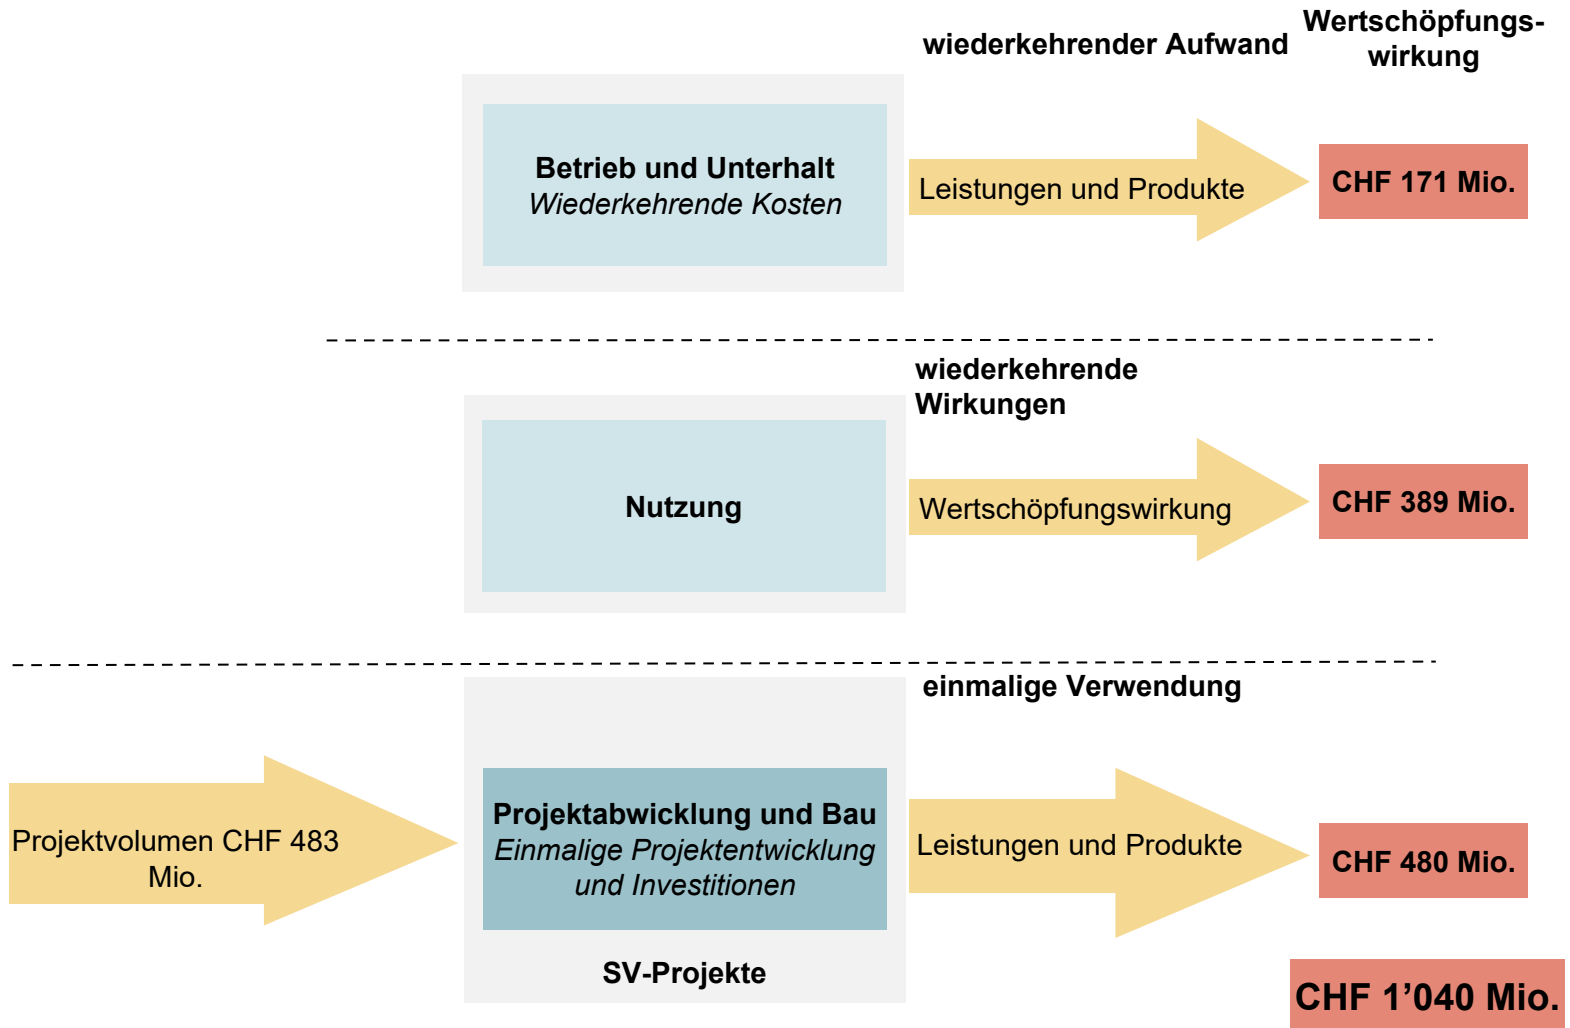 wiederkehrender Aufwand
Wertschöpfungs-
wirkung
Betrieb und Unterhalt
Wiederkehrende Kosten
Leistungen und Produkte
CHF 171 Mio.
wiederkehrende
Wirkungen
Nutzung
Wertschöpfungswirkung
CHF 389 Mio.
einmalige Verwendung
Projektvolumen CHF 483
Mio.
Projektabwicklung und Bau
Einmalige Projektentwicklung
und Investitionen
Leistungen und Produkte
CHF 480 Mio.
SV-Projekte
CHF 1’040 Mio.